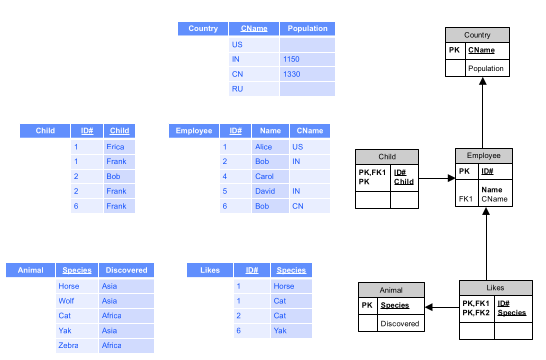 Country CName Population
US
IN 1150
CN 1330
RU
Country
PK CName
Population
Child ID# Child
1 Erica
1 Frank
2 Bob
2 Frank
6 Frank
Employee ID# Name CName
1 Alice US
2 Bob IN
4 Carol
5 David IN
6 Bob CN
Child
PK,FK1 ID#
PK Child
Employee
PK ID#
Name
FK1 CName
Animal Species Discovered
Horse Asia
Wolf Asia
Cat Africa
Yak Asia
Zebra Africa
Likes ID# Species
1 Horse
1 Cat
2 Cat
6 Yak
Animal
PK Species
Discovered
Likes
PK,FK1 ID#
PK,FK2 Species